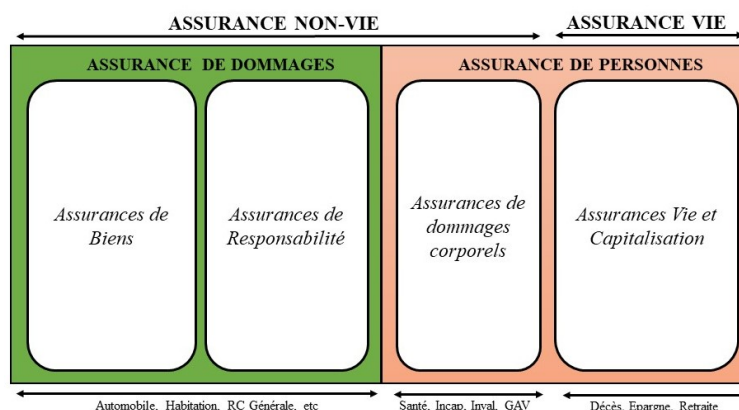 ASSURANCE NON-VIE
ASSURANCE VIE
ASSURANCE DE DOMMAGES
ASSURANCE DE PERSONNES
Assurances de
Biens
Assurances de
Responsabilité
Assurances de
dommages
corporels
Assurances Vie et
Capitalisation
Automobile, Habitation, RC Générale, etc
Santé, Incap, Inval, GAV
Décès, Epargne, Retraite